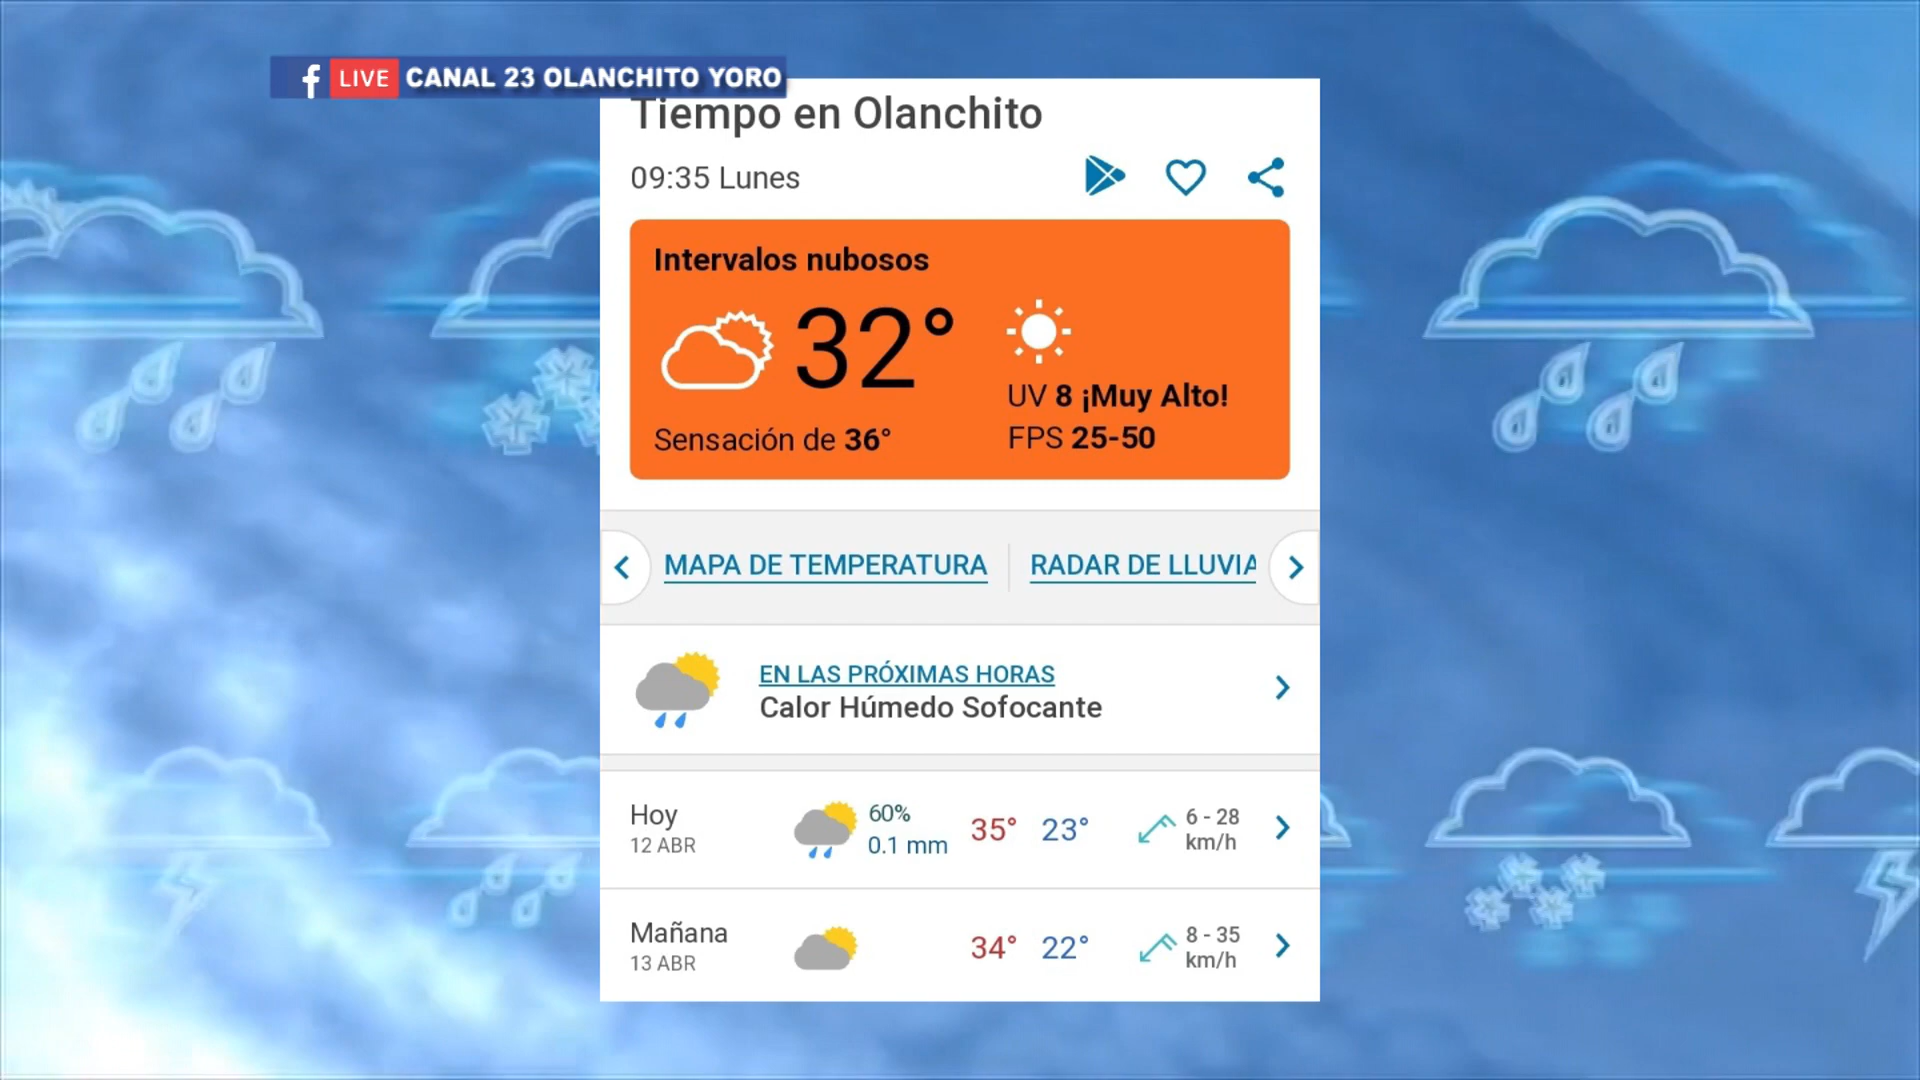 f LIVE CANAL 23 OLANCHITO YORO
Tiempo en Olanchito
09:35 Lunes
Intervalos nubosos
32°
Sensación de 36°
UV 8 ¡Muy Alto!
FPS 25-50
MAPA DE TEMPERATURA
RADAR DE LLUVIA
EN LAS PRÓXIMAS HORAS
Calor Húmedo Sofocante
Hoy
12 ABR
60%
0.1 mm
35° 23°
6 - 28
km/h
Mañana
13 ABR
34° 22°
8 - 35
km/h